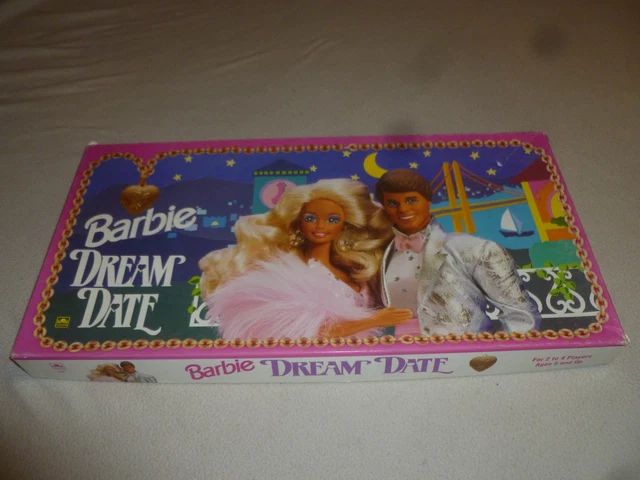 Barbie
DREAM
DATE
Barbie DREAM DATE
For 2 to 4 Players
Ages 5 and Up